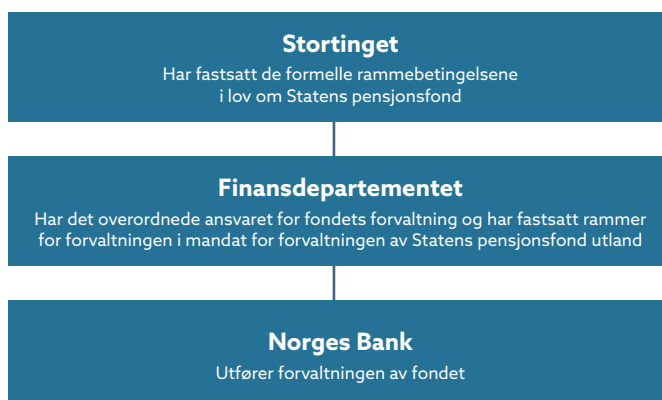 Stortinget
Har fastsatt de formelle rammebetingelsene
i lov om Statens pensjonsfond
Finansdepartementet
Har det overordnede ansvaret for fondets forvaltning og har fastsatt rammer
for forvaltningen i mandat for forvaltningen av Statens pensjonsfond utland
Norges Bank
Utfører forvaltningen av fondet